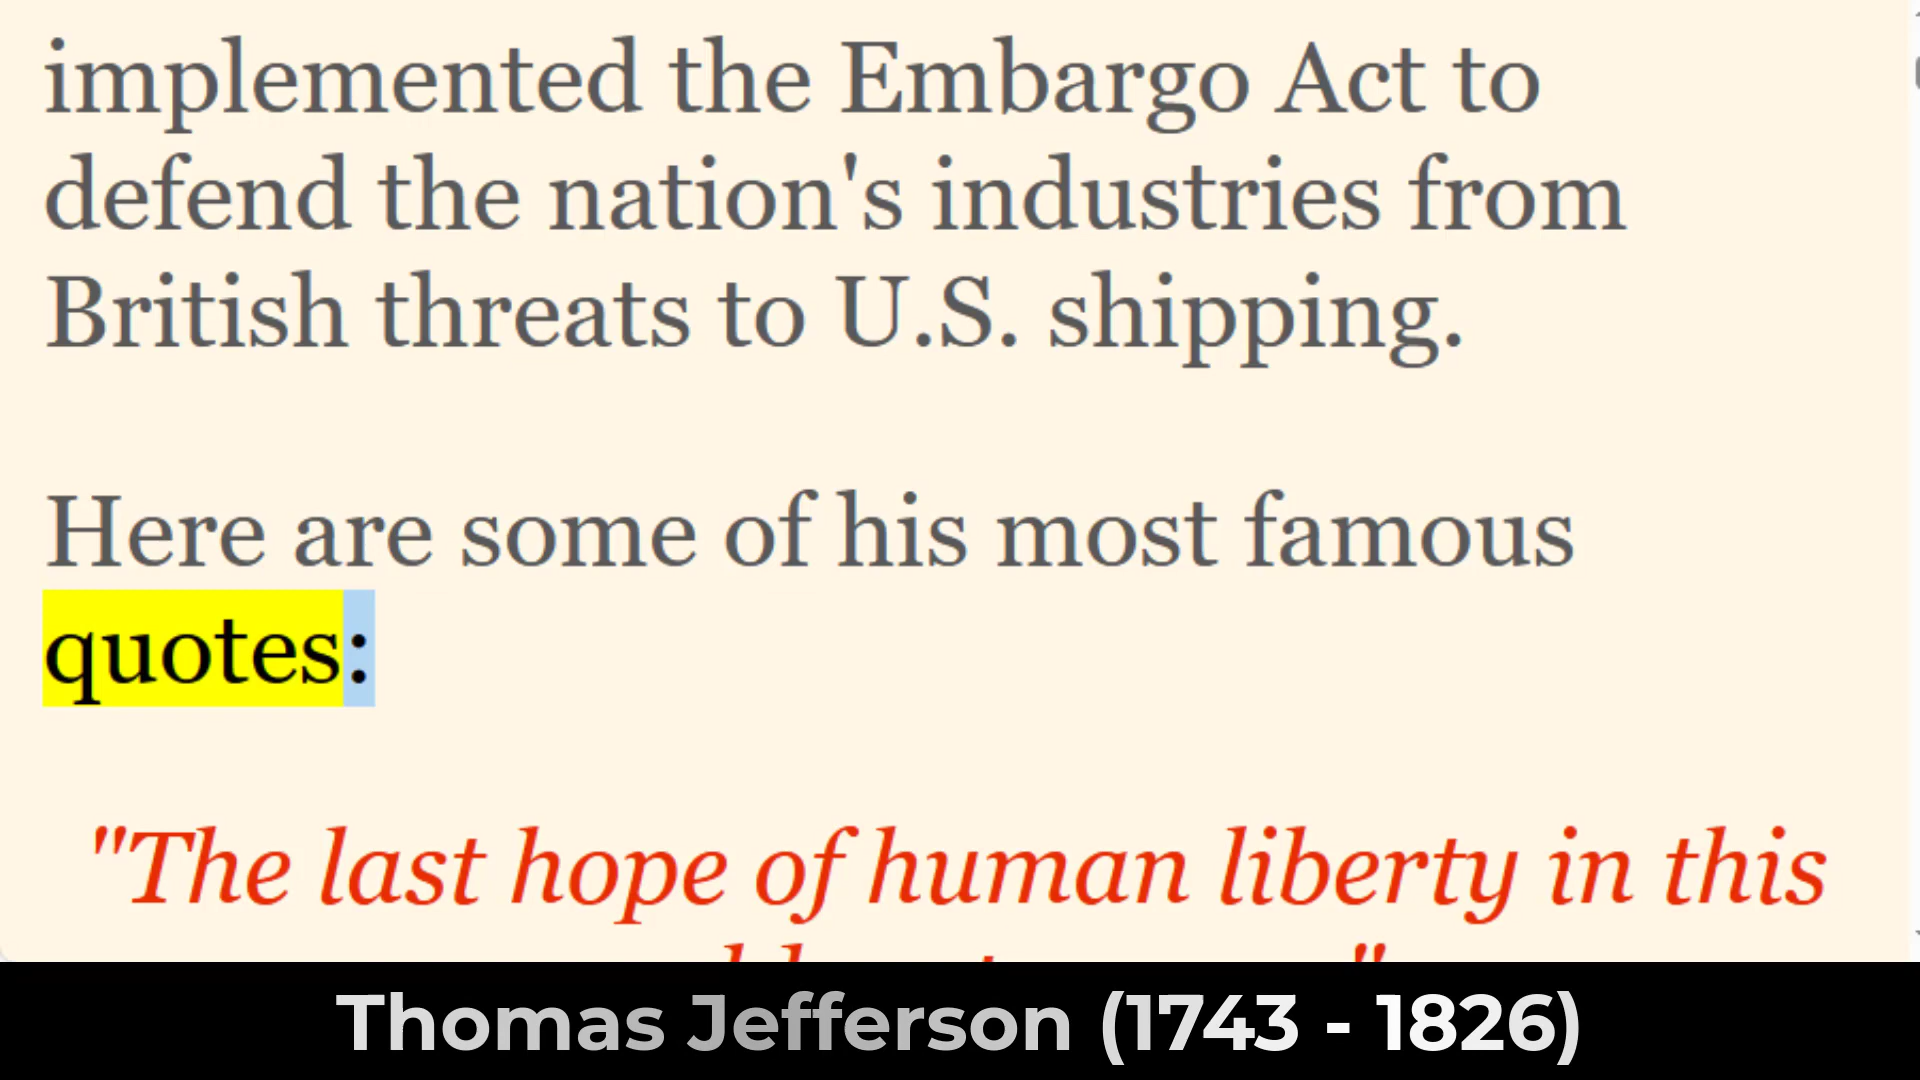 implemented the Embargo Act to
defend the nation's industries from
British threats to U.S. shipping.
Here are some of his most famous
quotes:
"The last hope of human liberty in this
Thomas Jefferson (1743 - 1826)